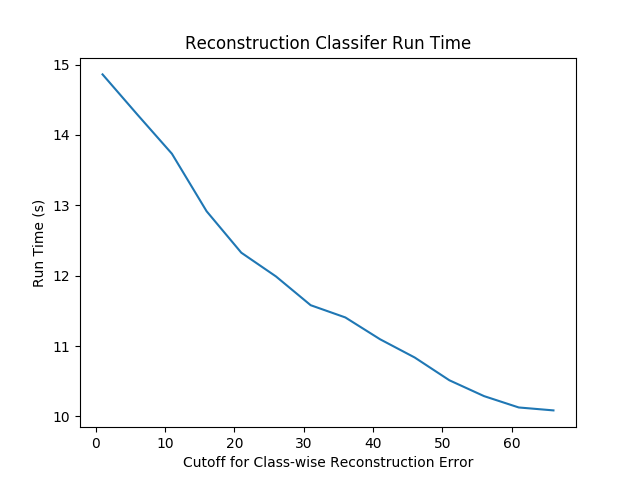 Reconstruction Classifer Run Time
15
14
13
12
11
10
Run Time (s)
0 10 20 30 40 50 60
Cutoff for Class-wise Reconstruction Error